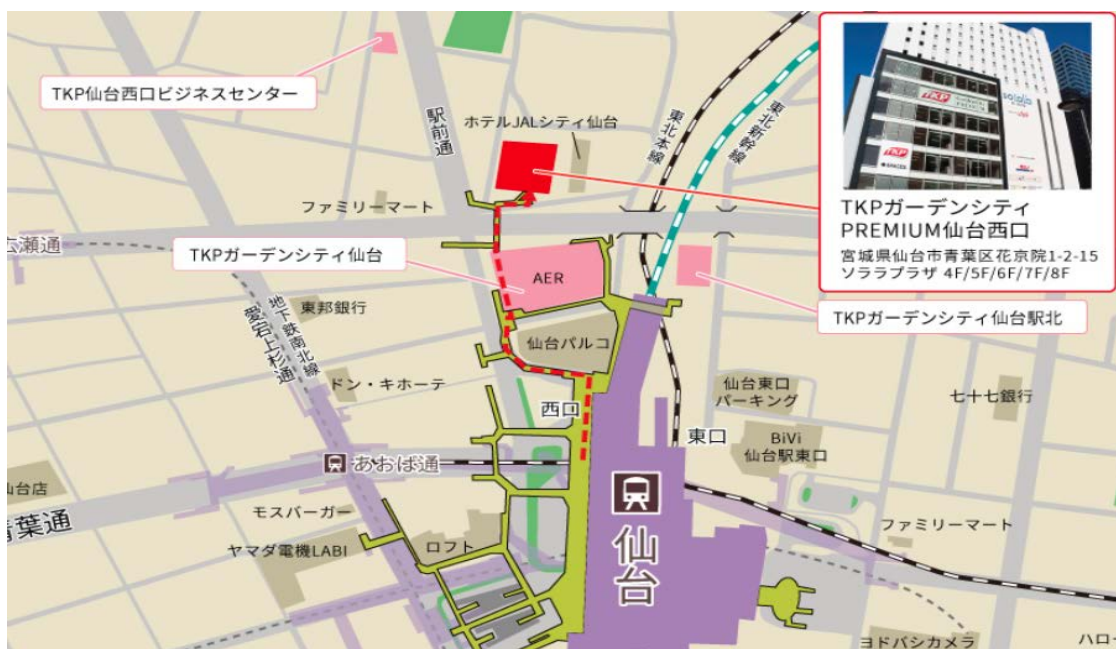 TKP仙台西口ビジネスセンター
駅前通
ホテルJALシティ仙台
東北本線
東北新幹線
TKP
TKP
solala
TKPガーデンシティ
PREMIUM仙台西口
宮城県仙台市青葉区花京院1-2-15
ソララプラザ 4F/5F/6F/7F/8F
ファミリーマート
広瀬通
TKPガーデンシティ仙台
AER
TKPガーデンシティ仙台駅北
東邦銀行
地下鉄南北線
愛宕上杉通
仙台パルコ
ドン・キホーテ
西口
仙台東口
パーキング
七十七銀行
東口
BiVi
仙台駅東口
あおば通
仙台店
青葉通
モスバーガー
ヤマダ電機LABI
ロフト
仙台
ファミリーマート
ヨドバシカメラ
ハロー